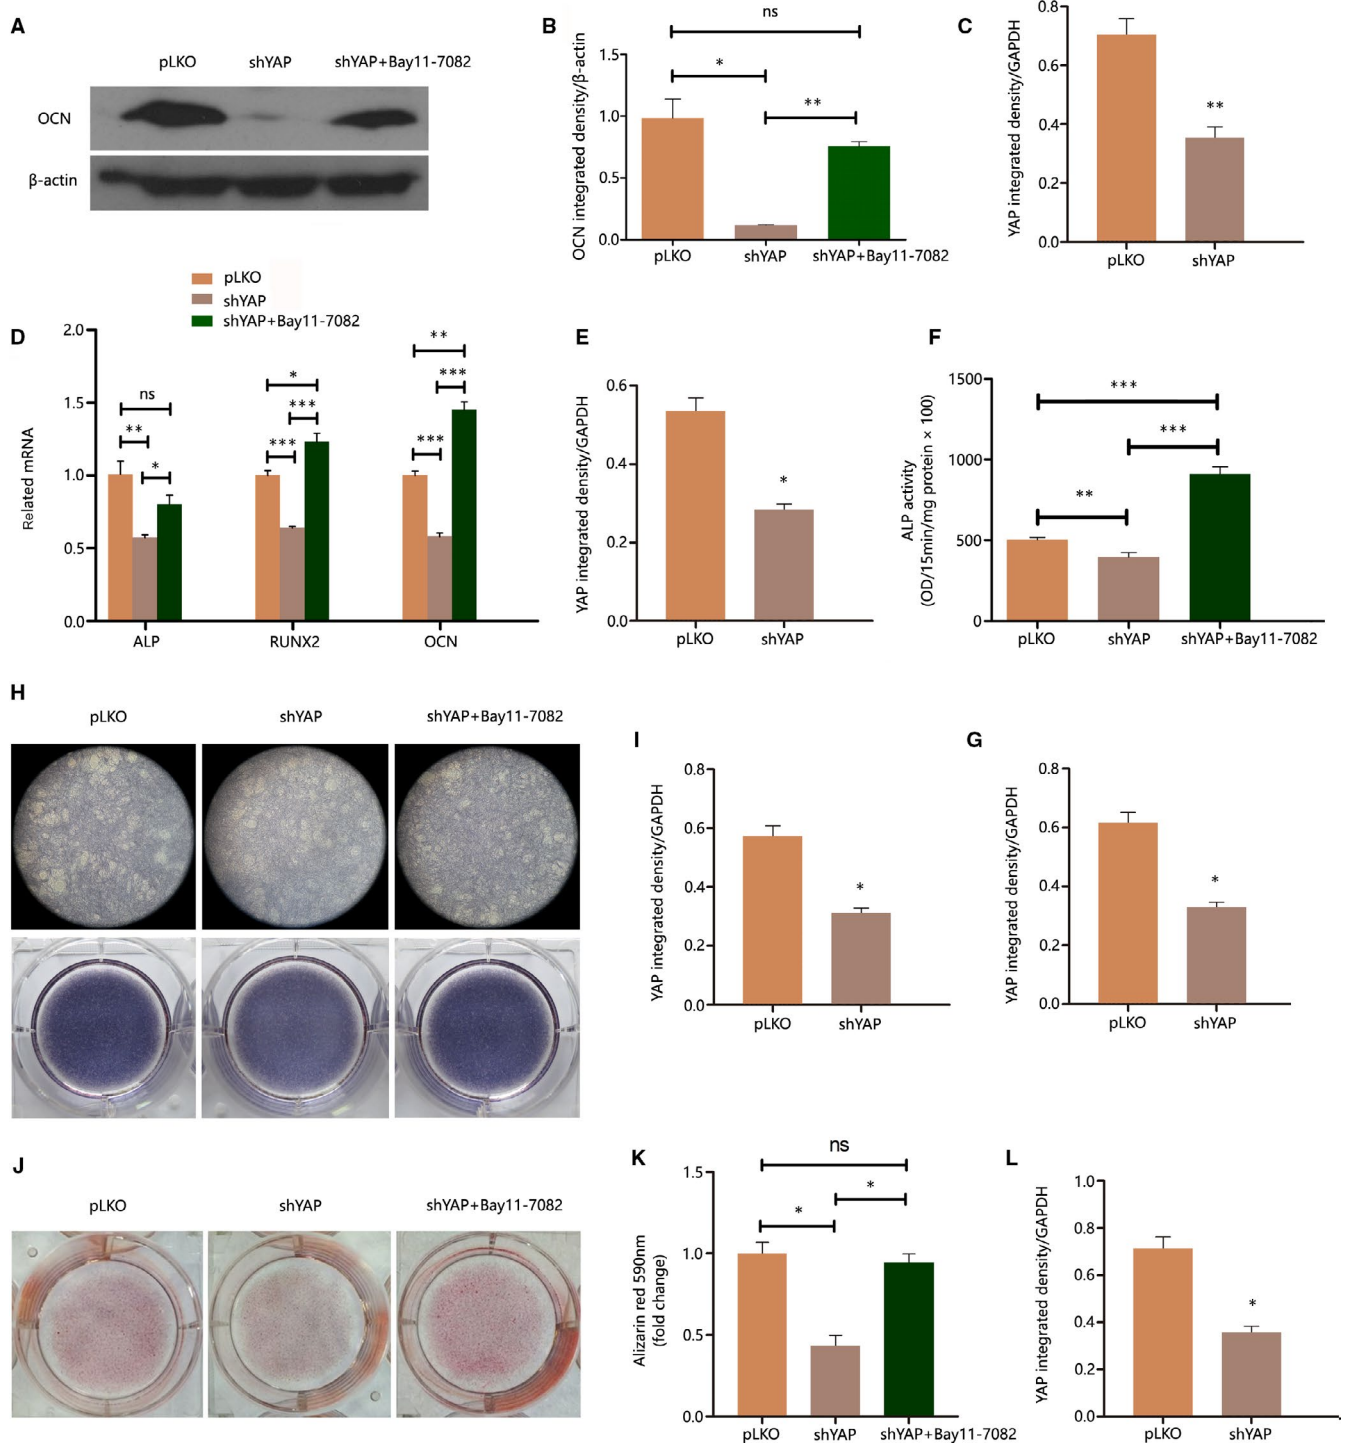 A
pLKO shYAP shYAP+Bay11-7082
OCN
β-actin
B
ns
*
**
OCN integrated density/β-actin
1.5
1.0
0.5
0.0
pLKO shYAP shYAP+Bay11-7082
C
YAP integrated density/GAPDH
0.8
0.6
0.4
0.2
0.0
**
pLKO shYAP
pLKO
shYAP
shYAP+Bay11-7082
D
Related mRNA
2.0
1.5
1.0
0.5
0.0
ns
**
*
*
***
***
**
***
***
ALP RUNX2 OCN
E
YAP integrated density/GAPDH
0.6
0.4
0.2
0.0
*
pLKO shYAP
F
ALP activity
(OD/15min/mg protein × 100)
1500
1000
500
0
***
***
**
pLKO shYAP shYAP+Bay11-7082
H
pLKO shYAP shYAP+Bay11-7082
I
YAP integrated density/GAPDH
0.8
0.6
0.4
0.2
0.0
*
pLKO shYAP
G
YAP integrated density/GAPDH
0.8
0.6
0.4
0.2
0.0
*
pLKO shYAP
J
pLKO shYAP shYAP+Bay11-7082
K
Alizarin red 590nm
(fold change)
1.5
1.0
0.5
0.0
ns
*
*
pLKO shYAP shYAP+Bay11-7082
L
YAP integrated density/GAPDH
1.0
0.8
0.6
0.4
0.2
0.0
*
pLKO shYAP